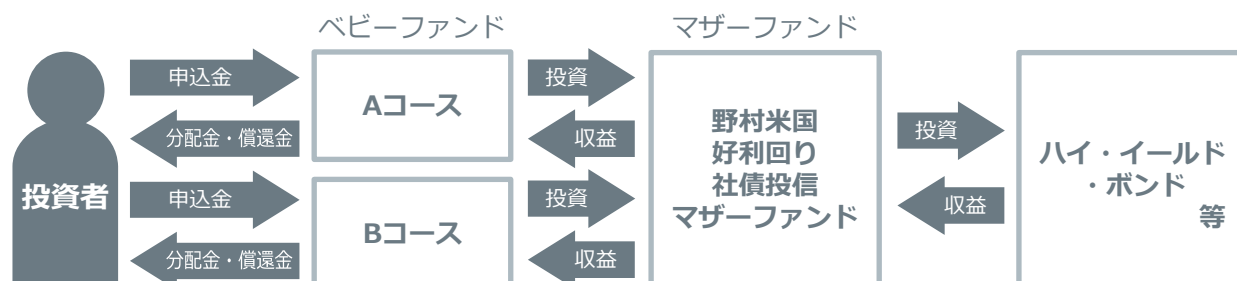 ベビーファンド
マザーファンド
投資者
申込金
分配金・償還金
申込金
分配金・償還金
Aコース
Bコース
投資
収益
投資
収益
野村米国
好利回り
社債投信
マザーファンド
投資
収益
ハイ・イールド
・ボンド
等